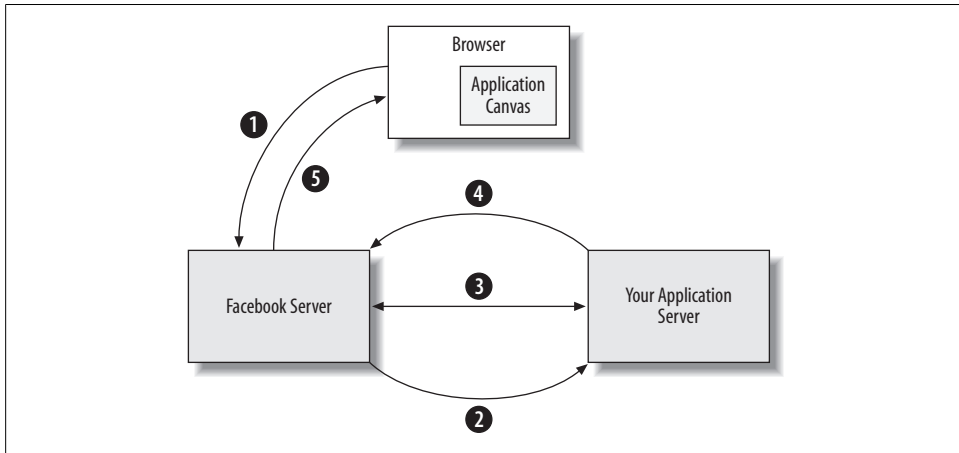 Browser
Application
Canvas
1
5
4
Facebook Server
3
Your Application
Server
2